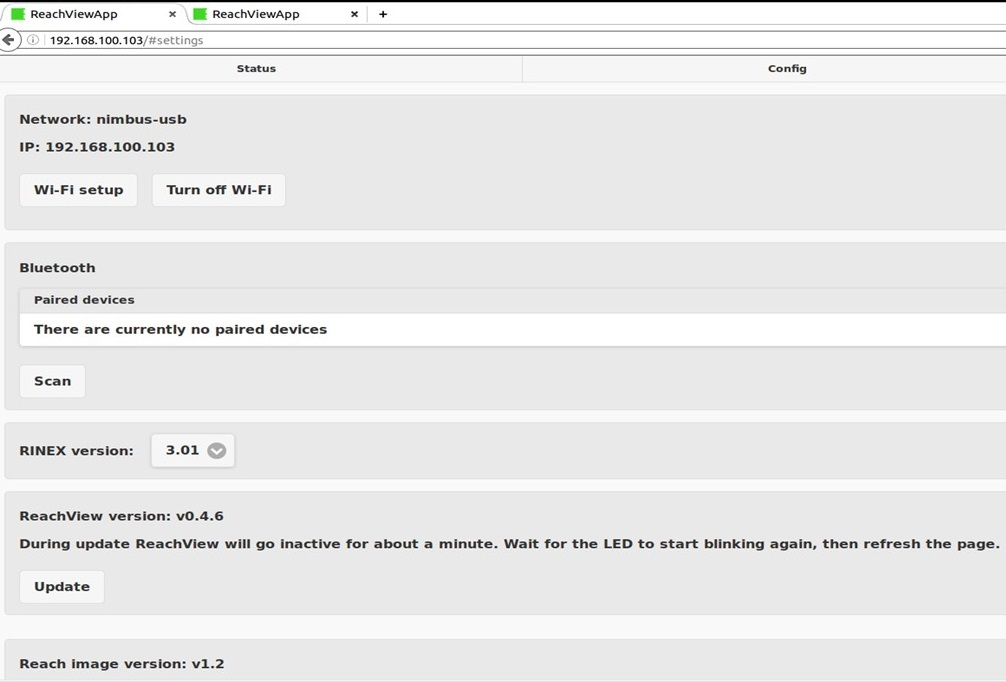 ReachViewApp × ReachViewApp × +
192.168.100.103/#settings
Status Config
Network: nimbus-usb
IP: 192.168.100.103
Wi-Fi setup Turn off Wi-Fi
Bluetooth
Paired devices
There are currently no paired devices
Scan
RINEX version: 3.01
ReachView version: v0.4.6
During update ReachView will go inactive for about a minute. Wait for the LED to start blinking again, then refresh the page.
Update
Reach image version: v1.2